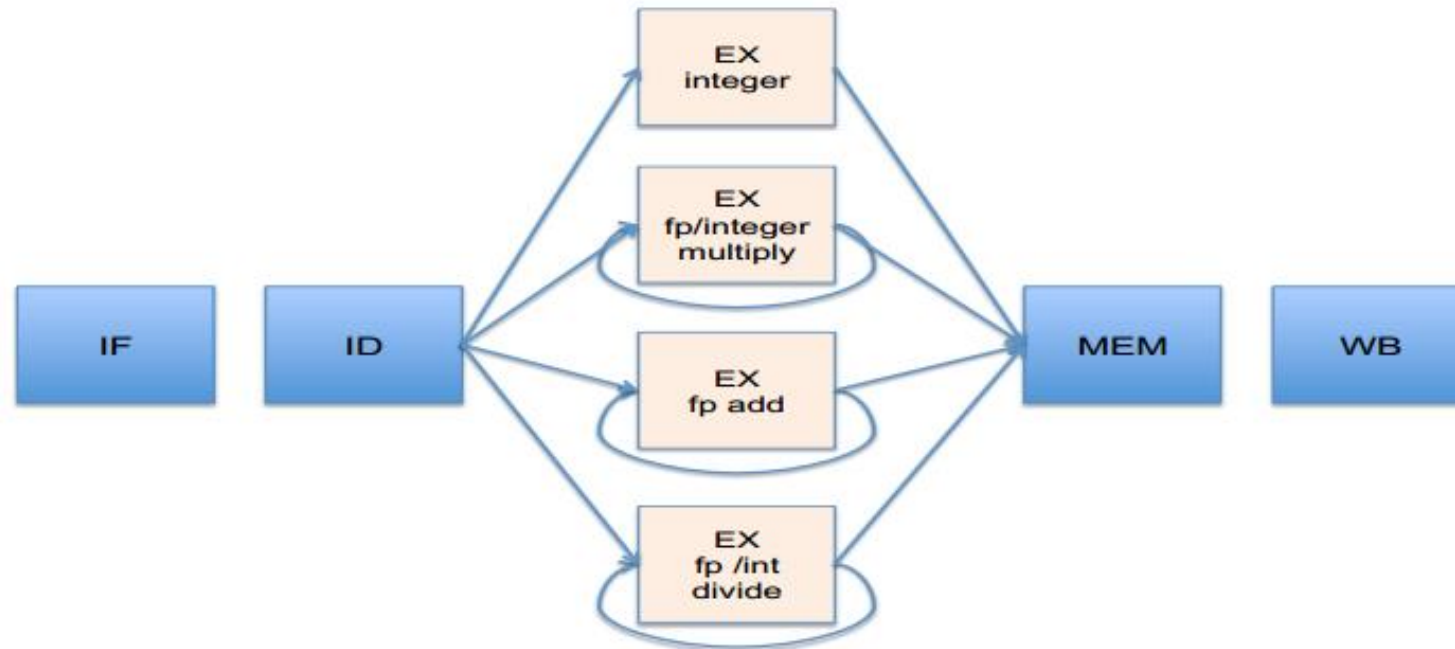 IF
ID
EX
integer
EX
fp/integer
multiply
EX
fp add
EX
fp /int
divide
MEM
WB